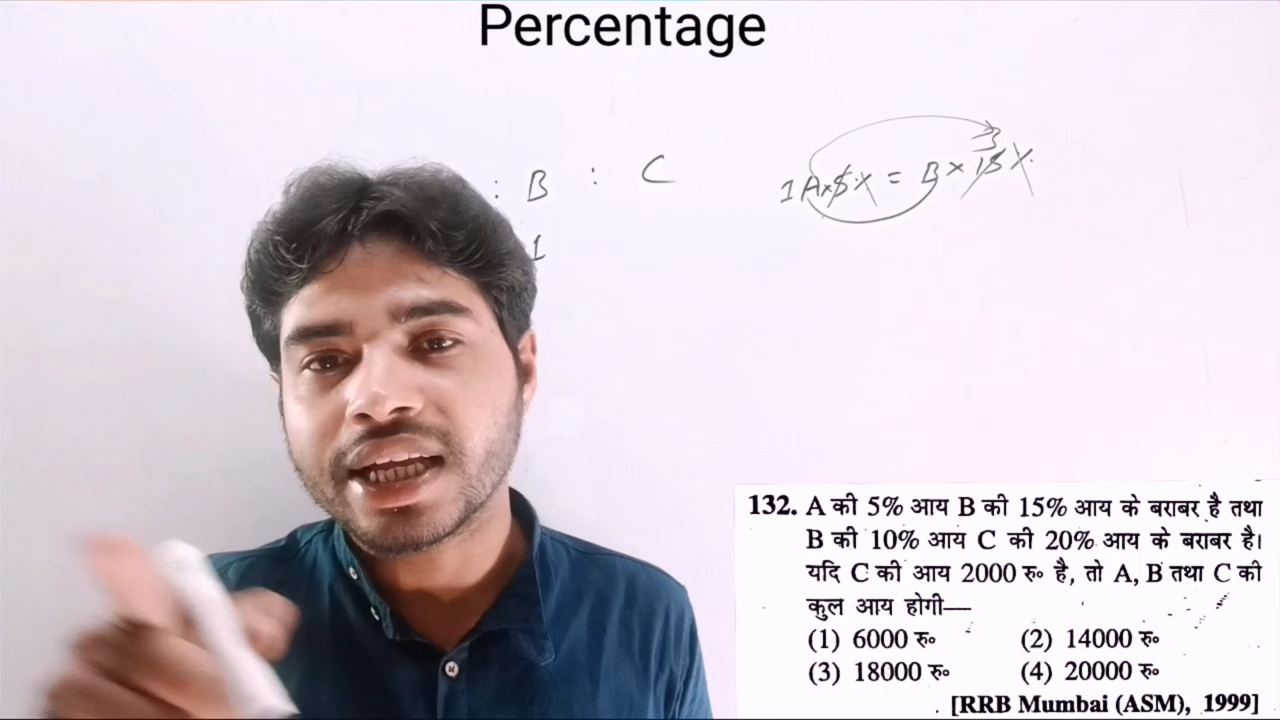 Percentage
: B : C
1
3
1A×5% = B×15%
132. A की 5% आय B की 15% आय के बराबर है तथा
B की 10% आय C की 20% आय के बराबर है।
यदि C की आय 2000 रु० है, तो A, B तथा C की
कुल आय होगी—
(1) 6000 रु० (2) 14000 रु०
(3) 18000 रु० (4) 20000 रु०
[RRB Mumbai (ASM), 1999]